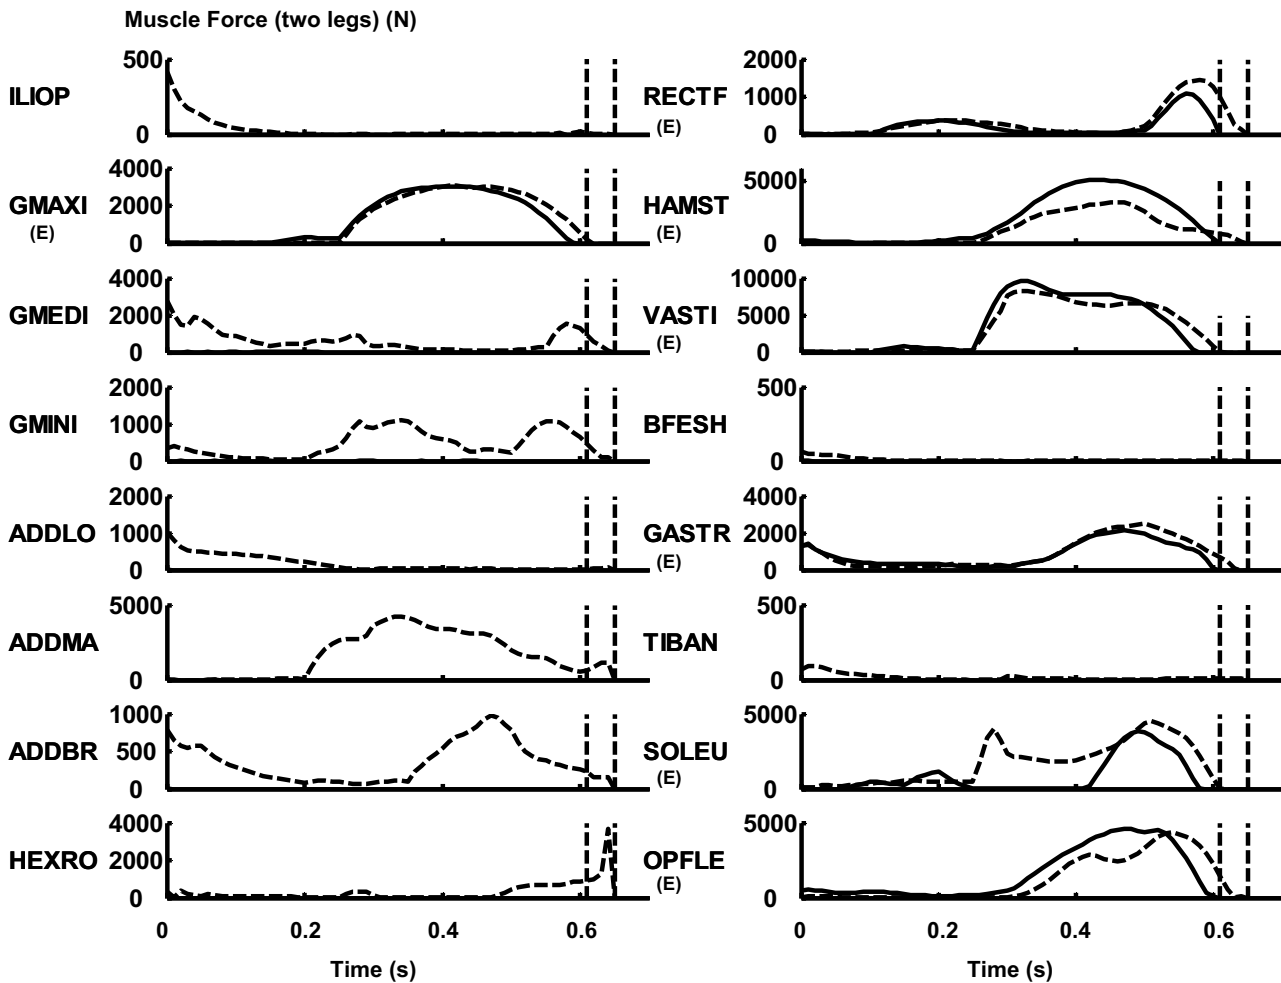 Muscle Force (two legs) (N)
ILIOP
500
0
GMAXI
(E)
4000
2000
0
GMEDI
4000
2000
0
GMINI
2000
1000
0
ADDLO
2000
1000
0
ADDMA
5000
0
ADDBR
1000
500
0
HEXRO
4000
2000
0
0 0.2 0.4 0.6
Time (s)
RECTF
(E)
2000
1000
0
HAMST
(E)
5000
0
VASTI
(E)
10000
5000
0
BFESH
500
0
GASTR
(E)
4000
2000
0
TIBAN
500
0
SOLEU
(E)
5000
0
OPFLE
(E)
5000
0
0 0.2 0.4 0.6
Time (s)